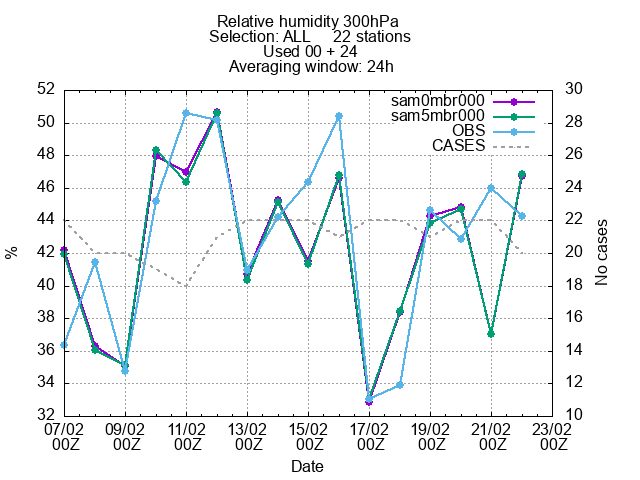 Relative humidity 300hPa
Selection: ALL 22 stations
Used 00 + 24
Averaging window: 24h
52 30
50 28
48 26
46 24
44 22
42 20
40 18
38 16
36 14
34 12
32 10
sam0mbr000
sam5mbr000
OBS
CASES
%
No cases
07/02 09/02 11/02 13/02 15/02 17/02 19/02 21/02 23/02
00Z 00Z 00Z 00Z 00Z 00Z 00Z 00Z 00Z
Date